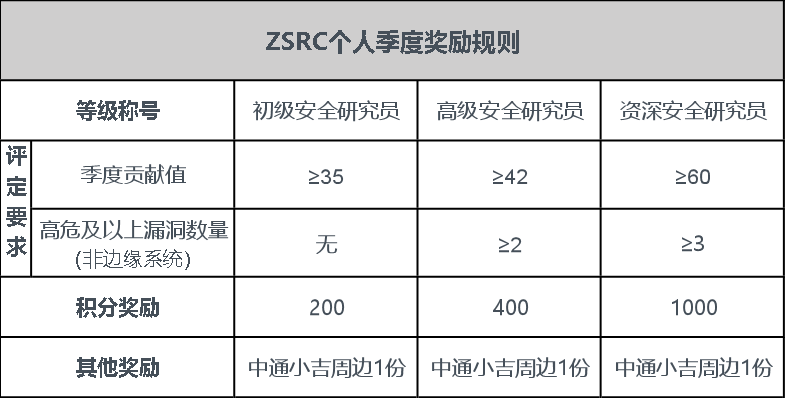 ZSRC个人季度奖励规则
等级称号 初级安全研究员 高级安全研究员 资深安全研究员
评定要求
季度贡献值 ≥35 ≥42 ≥60
高危及以上漏洞数量
(非边缘系统) 无 ≥2 ≥3
积分奖励 200 400 1000
其他奖励 中通小吉周边1份 中通小吉周边1份 中通小吉周边1份